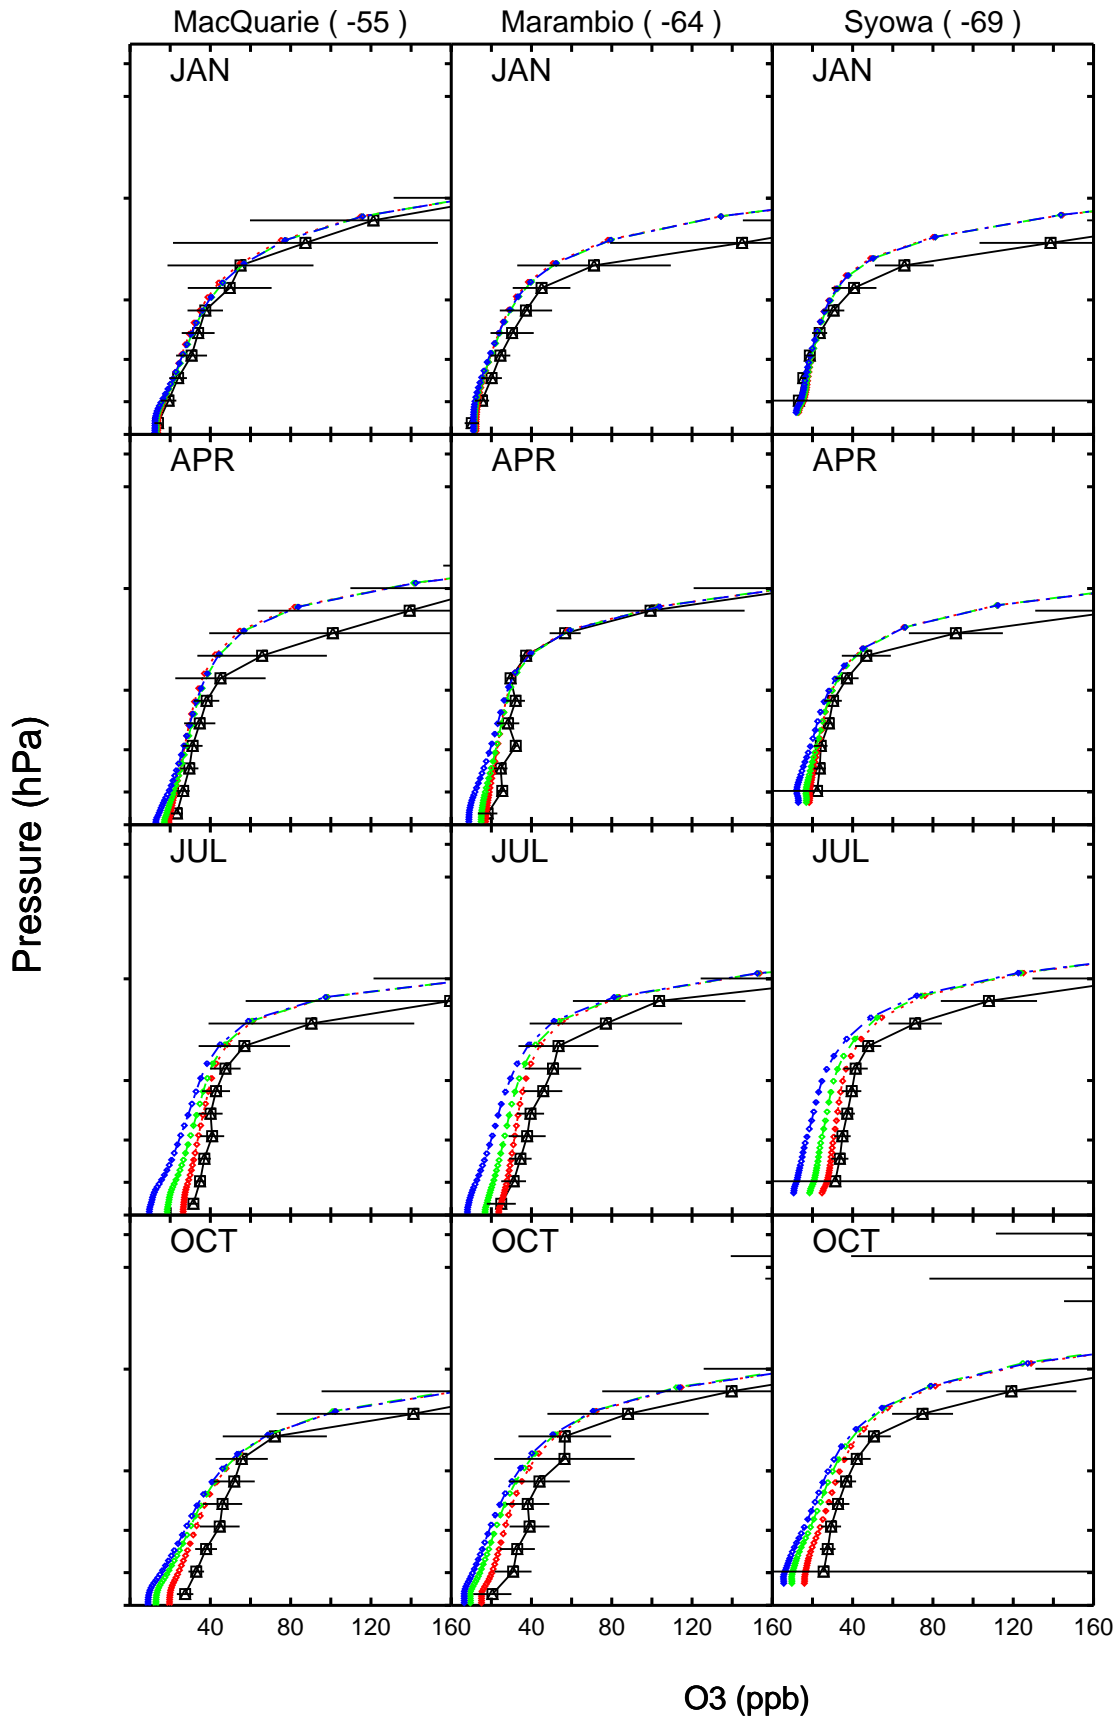 MacQuarie ( -55 ) Marambio ( -64 ) Syowa ( -69 )
JAN JAN JAN
APR APR APR
JUL JUL JUL
OCT OCT OCT
Pressure (hPa)
40 80 120 160 40 80 120 160 40 80 120 160
O3 (ppb)